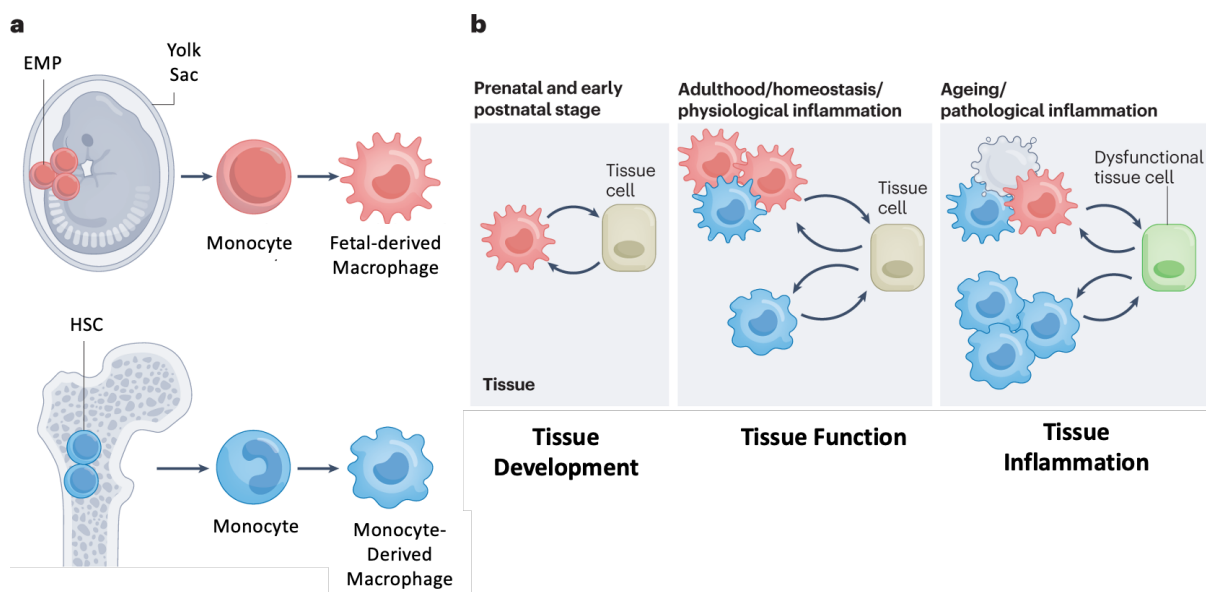 a
EMP
Yolk
Sac
Monocyte
Fetal-derived
Macrophage
HSC
Monocyte
Monocyte-
Derived
Macrophage
b
Prenatal and early
postnatal stage
Tissue
cell
Tissue
Tissue
Development
Adulthood/homeostasis/
physiological inflammation
Tissue
cell
Tissue Function
Ageing/
pathological inflammation
Dysfunctional
tissue cell
Tissue
Inflammation